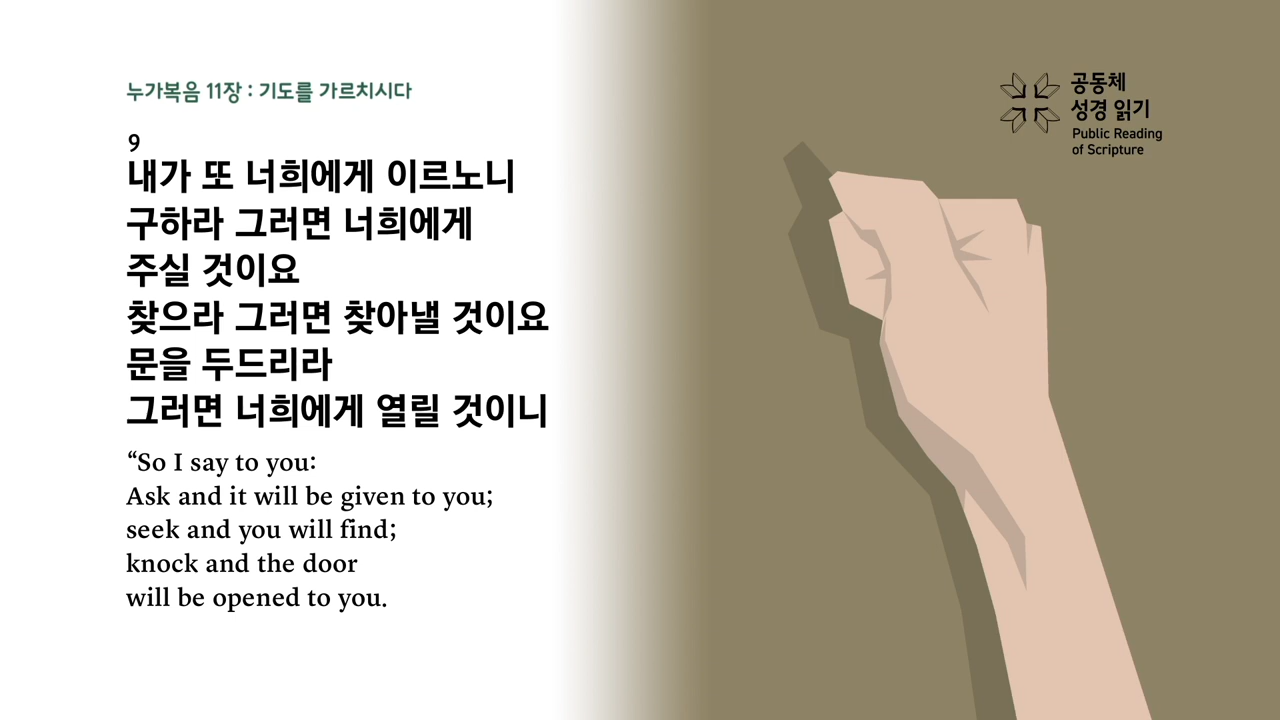 누가복음 11장 : 기도를 가르치시다
9
내가 또 너희에게 이르노니
구하라 그러면 너희에게
주실 것이요
찾으라 그러면 찾아낼 것이요
문을 두드리라
그러면 너희에게 열릴 것이니
“So I say to you:
Ask and it will be given to you;
seek and you will find;
knock and the door
will be opened to you.
공동체
성경 읽기
Public Reading
of Scripture